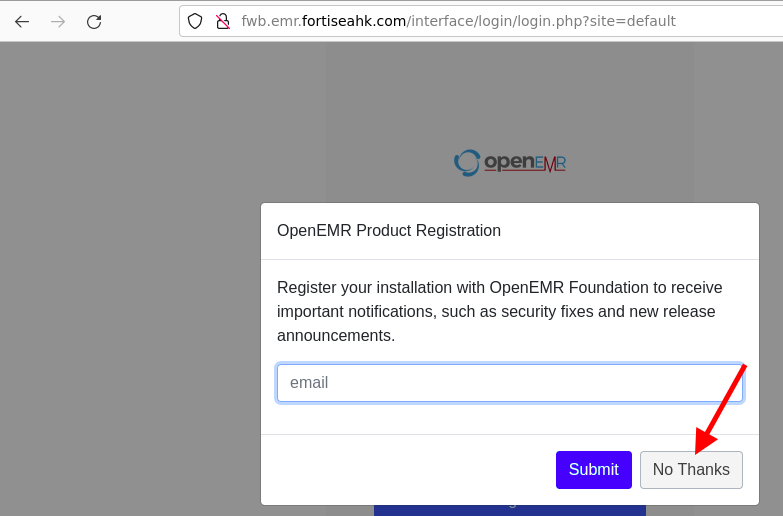 fwb.emr.fortiseahk.com/interface/login/login.php?site=default
openEMR
OpenEMR Product Registration
Register your installation with OpenEMR Foundation to receive
important notifications, such as security fixes and new release
announcements.
email
Submit
No Thanks